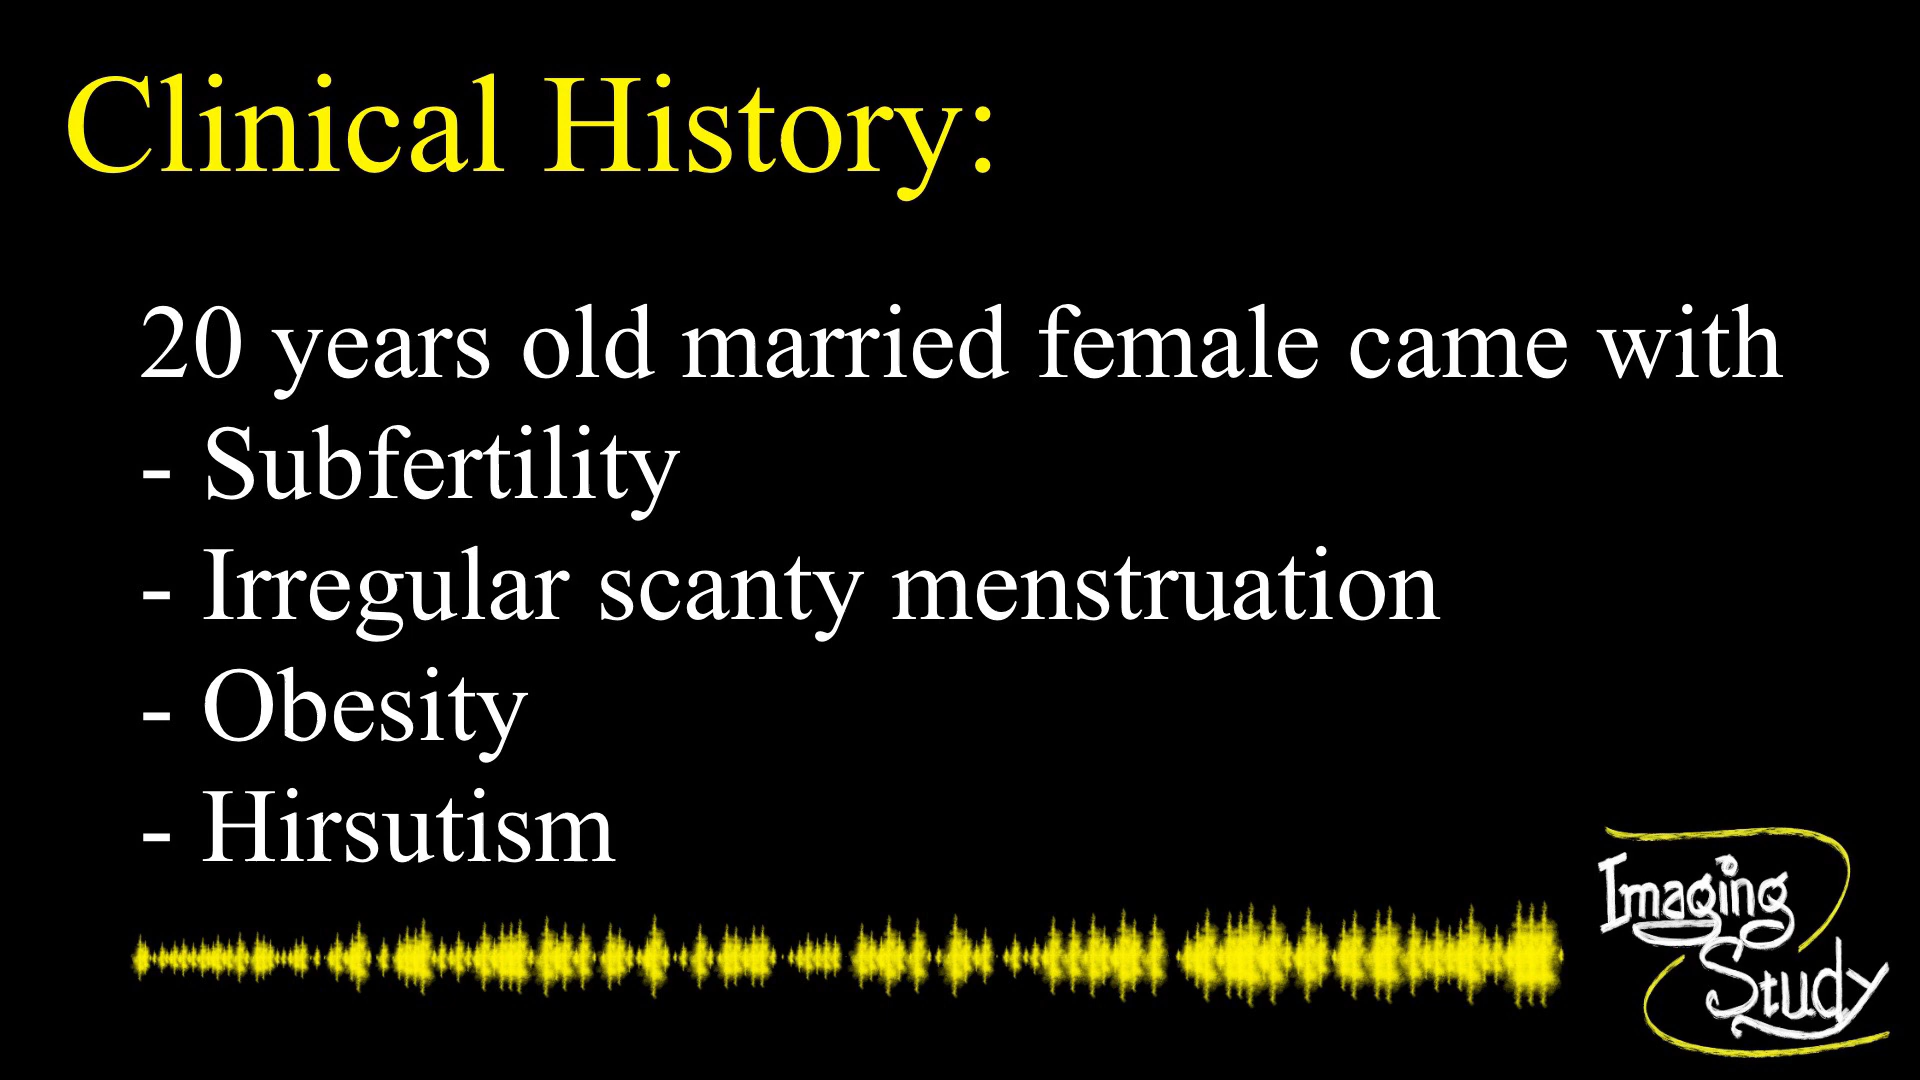 Clinical History:
20 years old married female came with
- Subfertility
- Irregular scanty menstruation
- Obesity
- Hirsutism
Imaging
Study